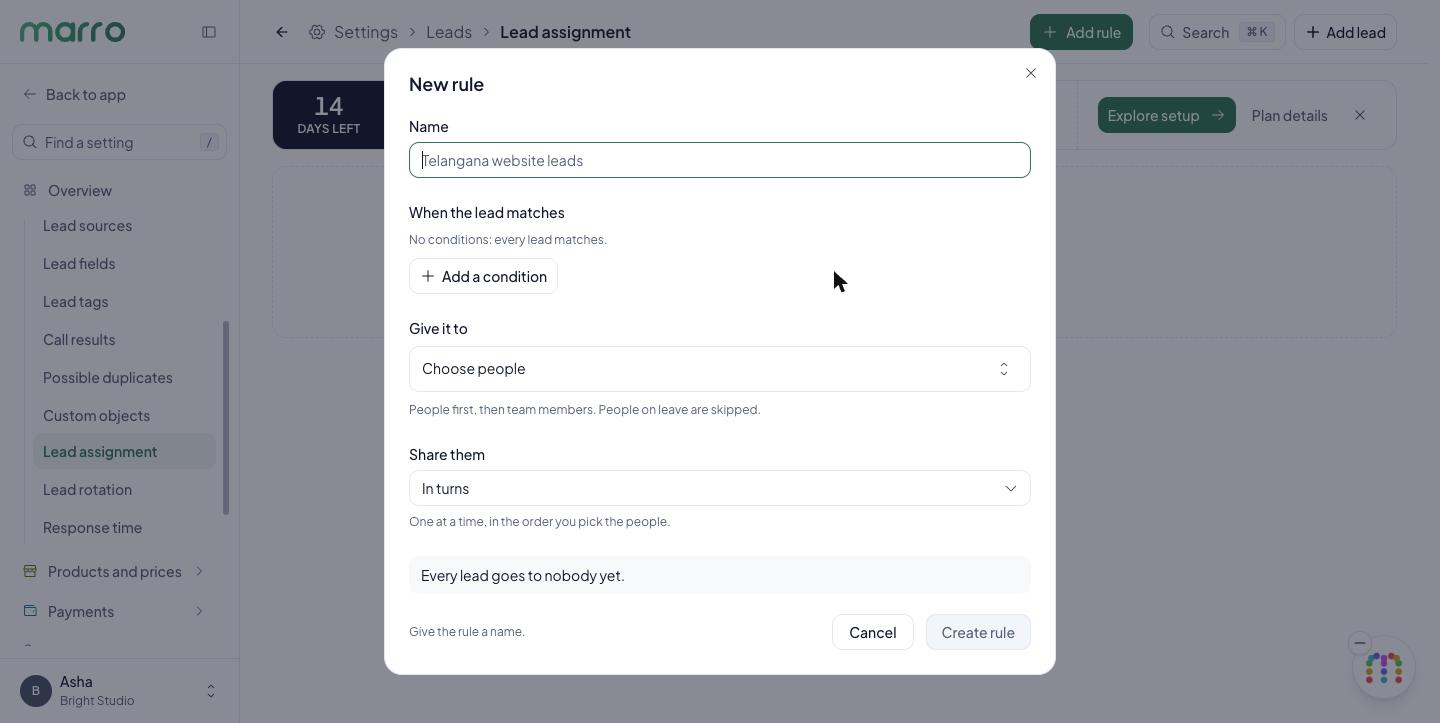 marro
Settings > Leads > Lead assignment
Add rule
Search ⌘ K
Add lead
Back to app
Find a setting /
Overview
Lead sources
Lead fields
Lead tags
Call results
Possible duplicates
Custom objects
Lead assignment
Lead rotation
Response time
Products and prices
Payments
B
Asha
Bright Studio
14
DAYS LEFT
Explore setup
Plan details
New rule
Name
Telangana website leads
When the lead matches
No conditions: every lead matches.
Add a condition
Give it to
Choose people
People first, then team members. People on leave are skipped.
Share them
In turns
One at a time, in the order you pick the people.
Every lead goes to nobody yet.
Give the rule a name.
Cancel
Create rule